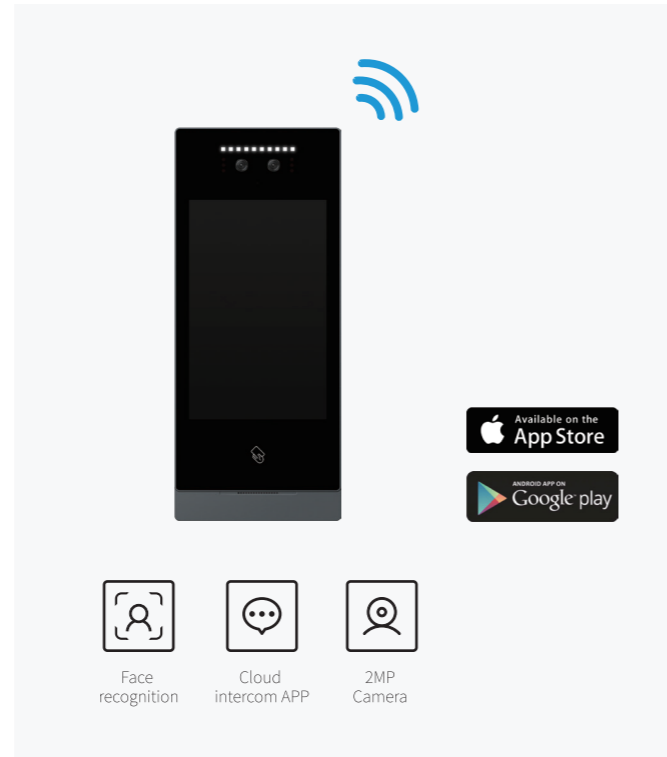 Available on the
App Store
ANDROID APP ON
Google play
Face
recognition
Cloud
intercom APP
2MP
Camera